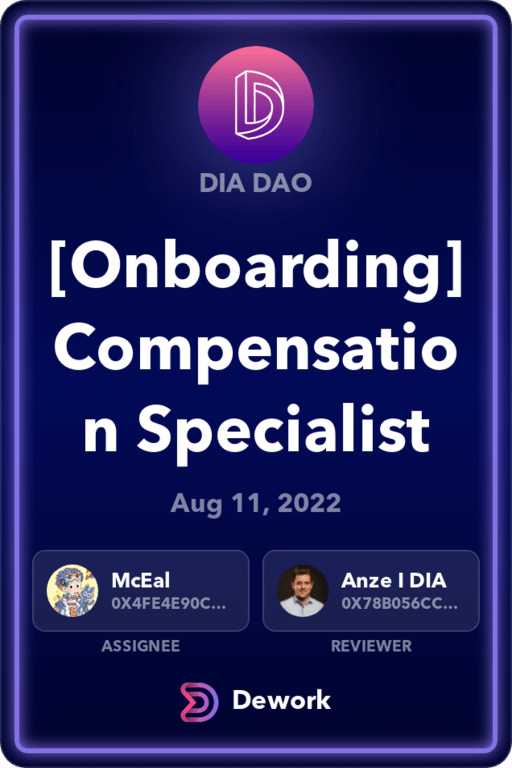 DIA DAO
[Onboarding]
Compensatio
n Specialist
Aug 11, 2022
McEal
0X4FE4E90C...
ASSIGNEE
Anze I DIA
0X78B056CC...
REVIEWER
Dework